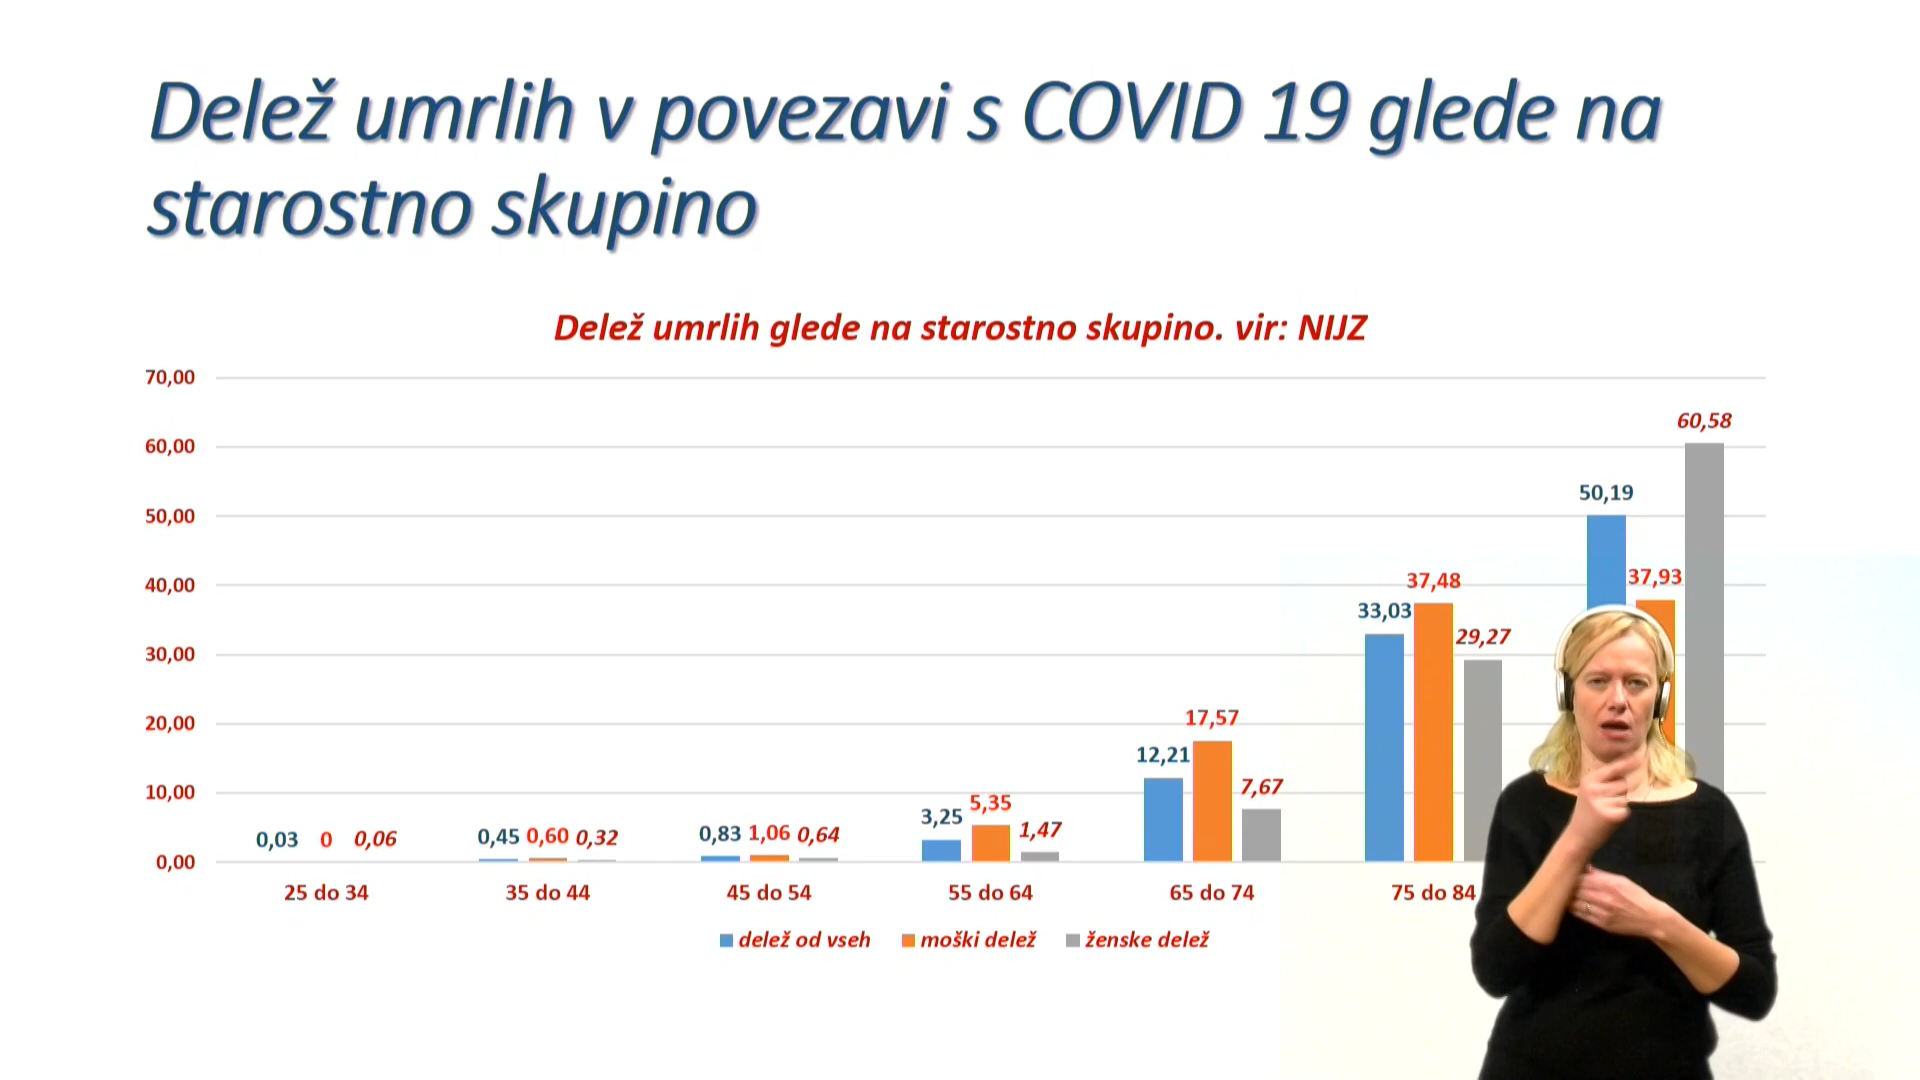 Delež umrlih v povezavi s COVID 19 glede na
starostno skupino
Delež umrlih glede na starostno skupino. vir: NIJZ
70,00
60,00
50,00
40,00
30,00
20,00
10,00
0,00
0,03 0 0,06
0,45 0,60 0,32
0,83 1,06 0,64
3,25 5,35 1,47
12,21 17,57 7,67
33,03 37,48 29,27
50,19 37,93 60,58
25 do 34 35 do 44 45 do 54 55 do 64 65 do 74 75 do 84
delež od vseh moški delež ženske delež